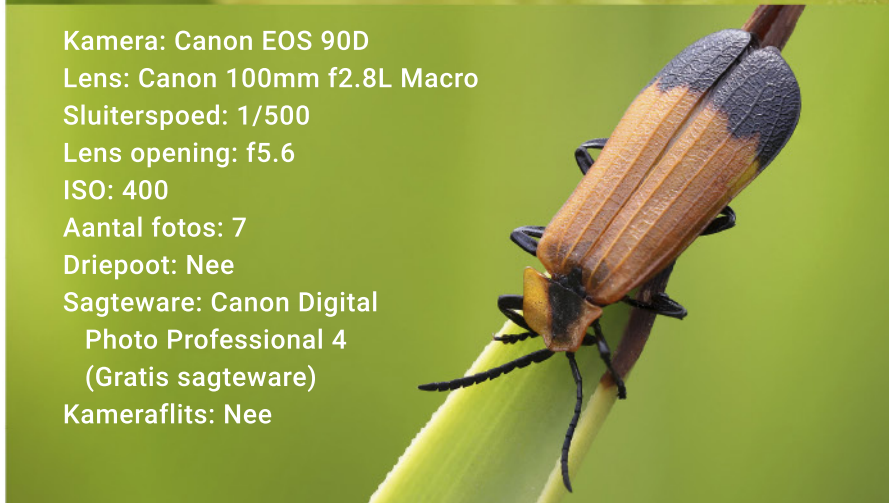 Kamera: Canon EOS 90D
Lens: Canon 100mm f2.8L Macro
Sluiterspoed: 1/500
Lens opening: f5.6
ISO: 400
Aantal fotos: 7
Driepoot: Nee
Sagteware: Canon Digital
Photo Professional 4
(Gratis sagteware)
Kameraflits: Nee